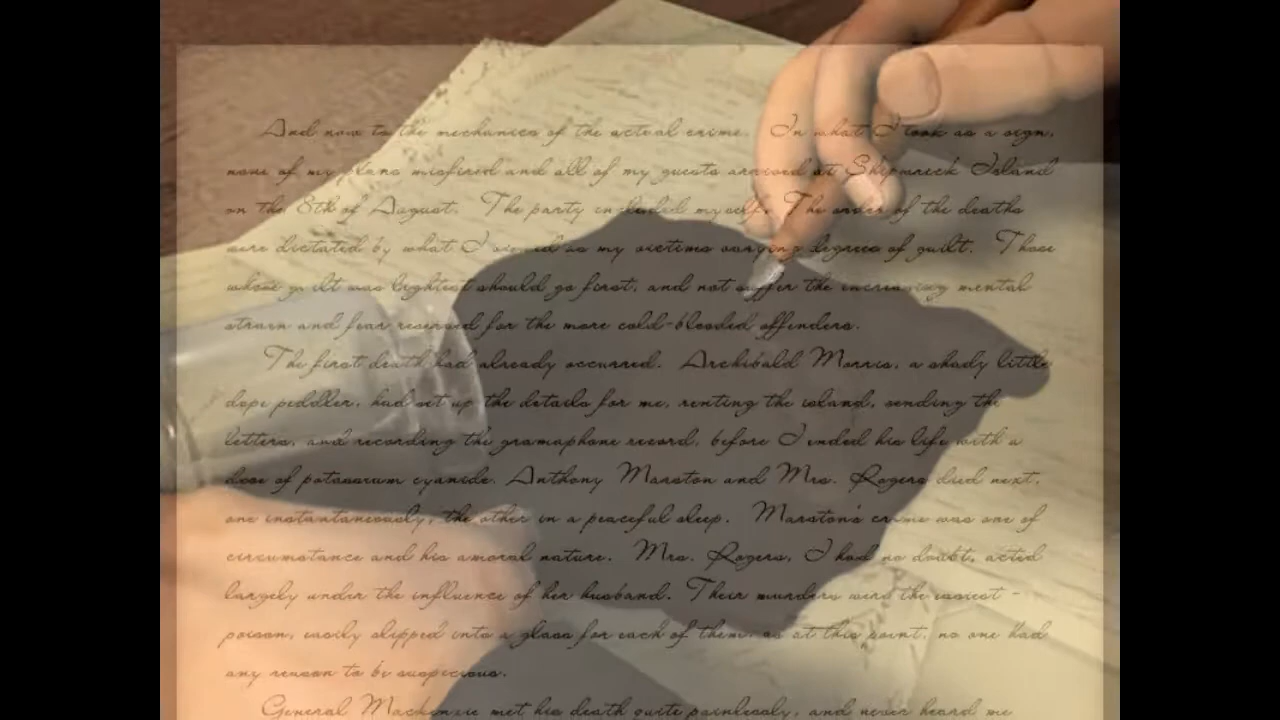 And now to the mechanics of the actual crime. In what I took as a sign,
none of my plans misfired and all of my guests arrived at Shipwreck Island
on the 8th of August. The party included myself. The order of the deaths
were dictated by what I viewed as my victims varying degrees of guilt. Those
whose guilt was lightest should go first, and not suffer the increasing mental
strain and fear reserved for the more cold-blooded offenders.
The first death had already occurred. Archibald Morris, a shady little
dope peddler, had set up the details for me, renting the island, sending the
letters, and recording the gramaphone record, before I ended his life with a
dose of potassium cyanide. Anthony Marston and Mrs. Rogers died next,
one instantaneously, the other in a peaceful sleep. Marston's crime was one of
circumstance and his amoral nature. Mrs. Rogers, I had no doubt, acted
largely under the influence of her husband. Their murders were the easiest -
poison, easily slipped into a glass for each of them, as at this point, no one had
any reason to be suspicious.
General Mackenzie met his death quite painlessly, and never heard me